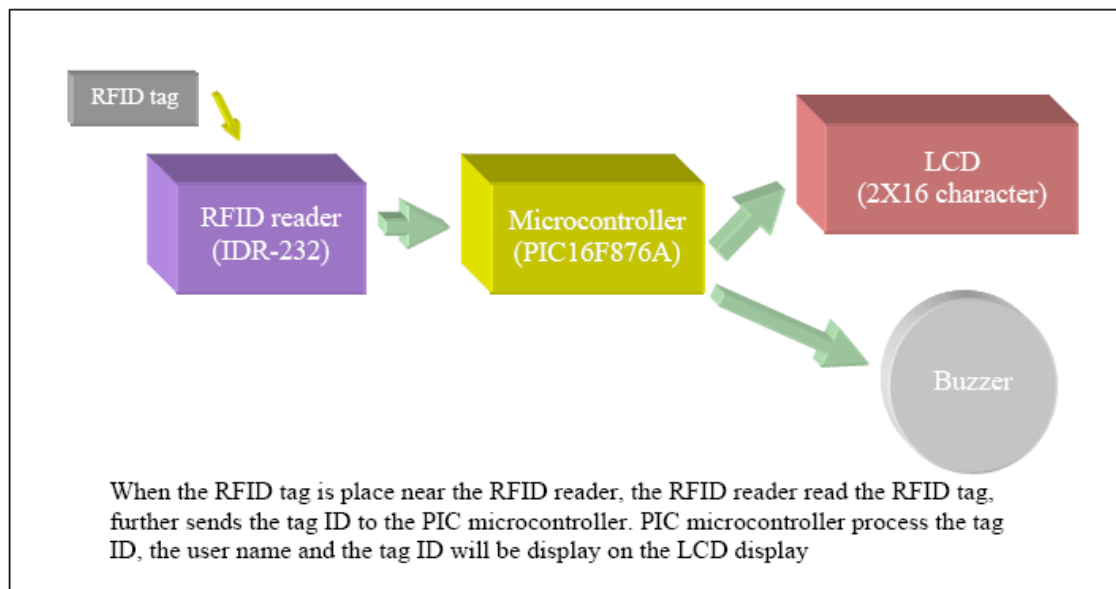 RFID tag
RFID reader
(IDR-232)
Microcontroller
(PIC16F876A)
LCD
(2X16 character)
Buzzer
When the RFID tag is place near the RFID reader, the RFID reader read the RFID tag,
further sends the tag ID to the PIC microcontroller. PIC microcontroller process the tag
ID, the user name and the tag ID will be display on the LCD display